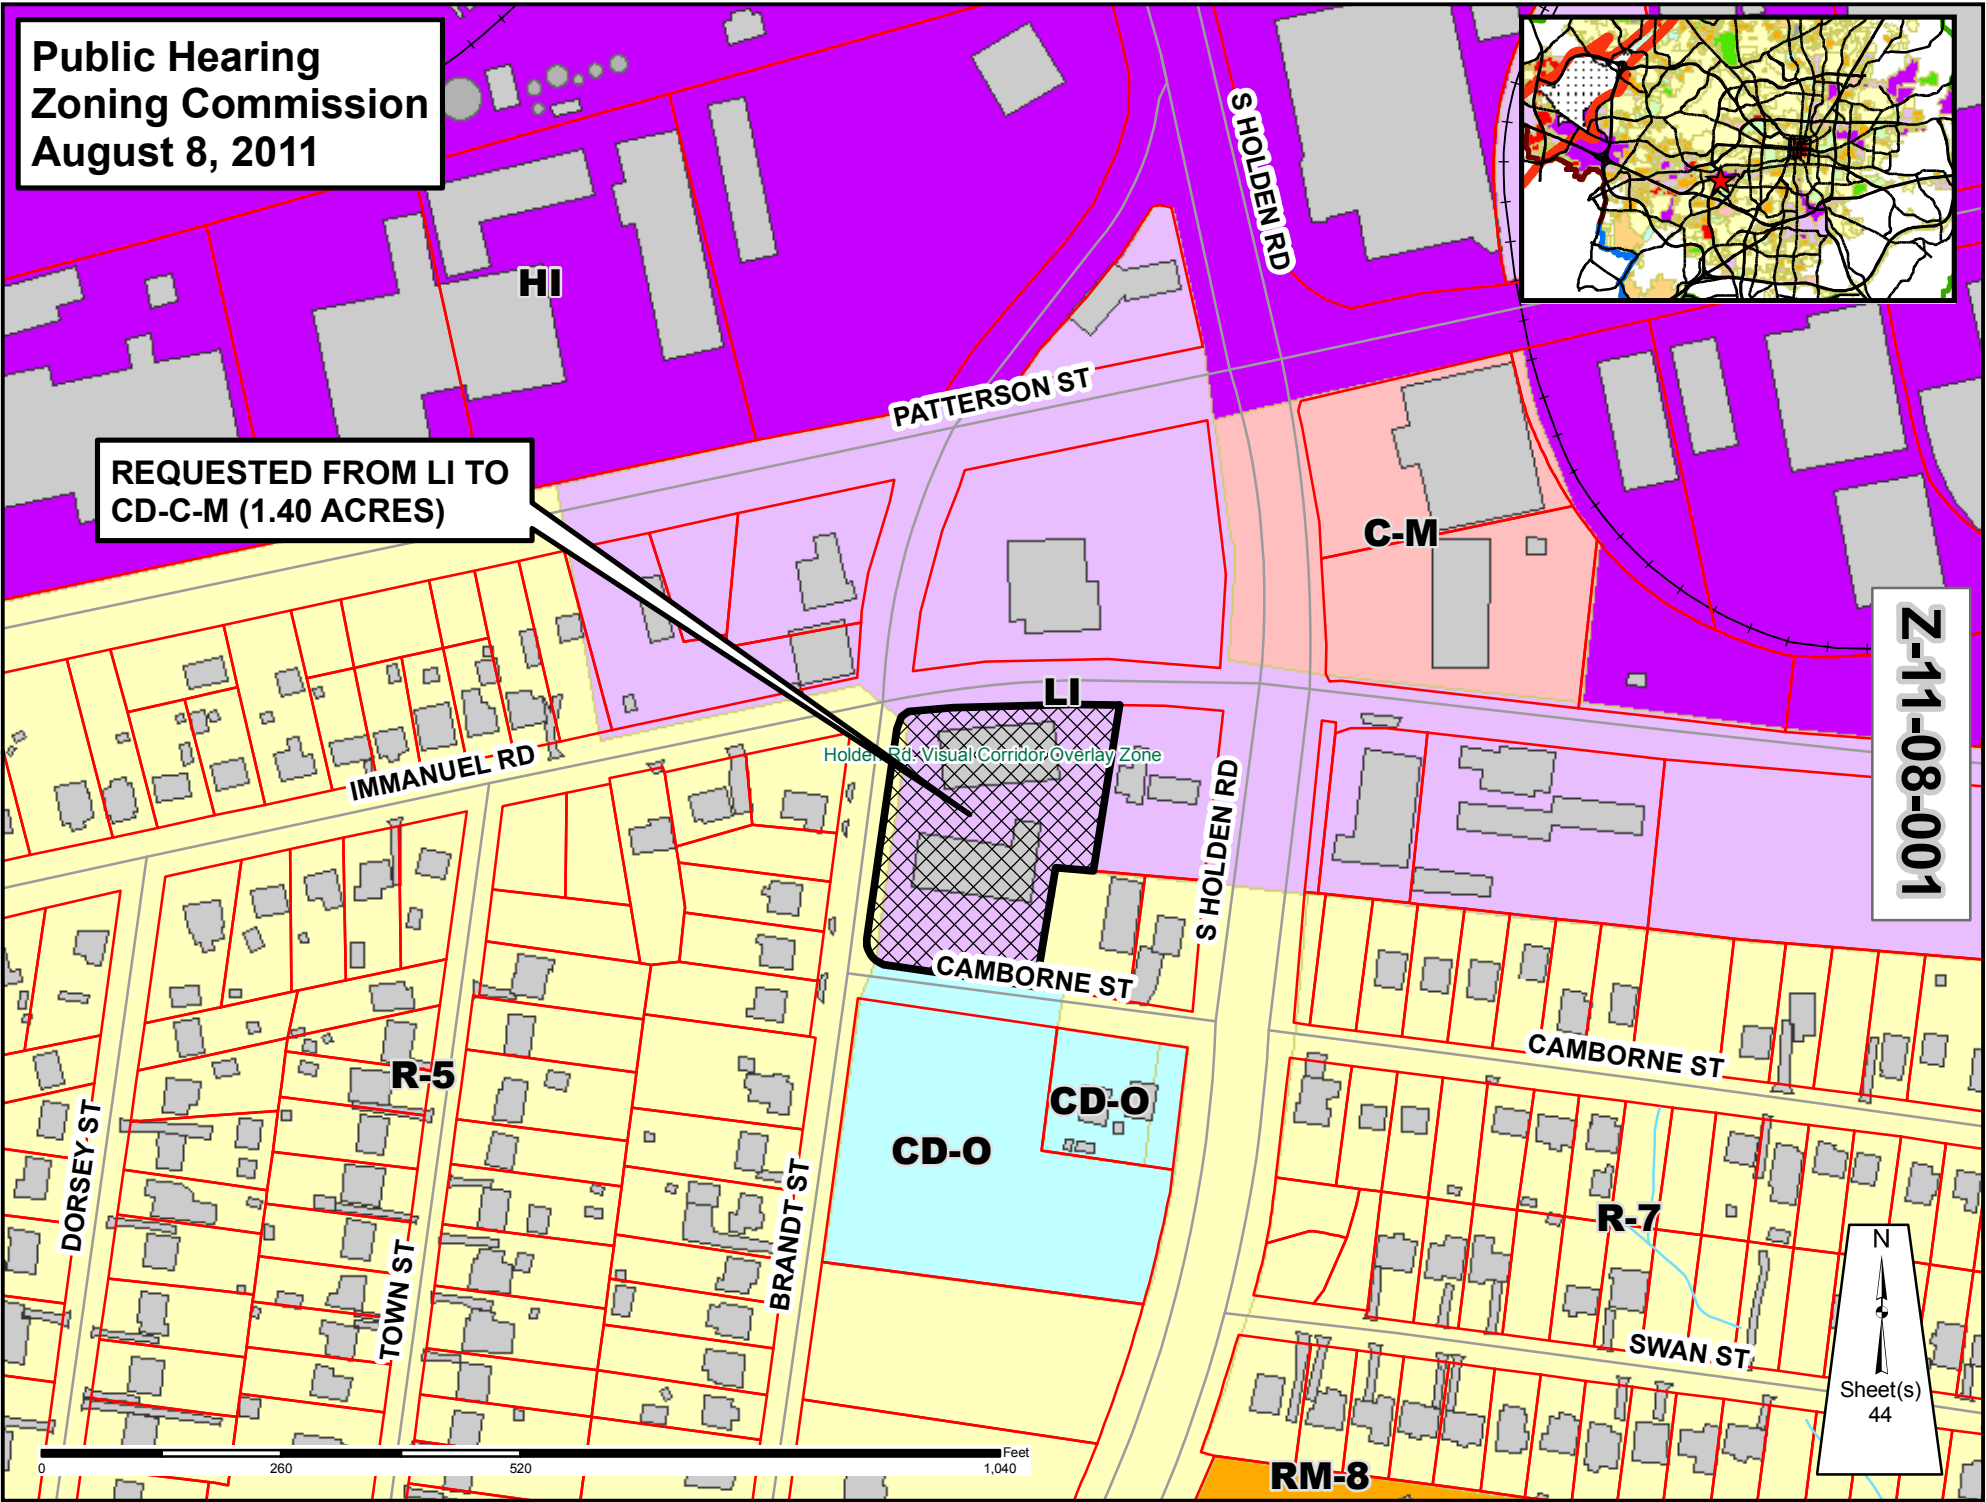 Public Hearing
Zoning Commission
August 8, 2011
S HOLDEN RD
HI
PATTERSON ST
REQUESTED FROM LI TO
CD-C-M (1.40 ACRES)
C-M
Z-11-08-001
LI
Holden Rd. Visual Corridor Overlay Zone
IMMANUEL RD
S HOLDEN RD
CAMBORNE ST
CAMBORNE ST
R-5
CD-O
CD-O
DORSEY ST
TOWN ST
BRANDT ST
R-7
SWAN ST
N
Sheet(s)
44
Feet
0 260 520 1,040
RM-8